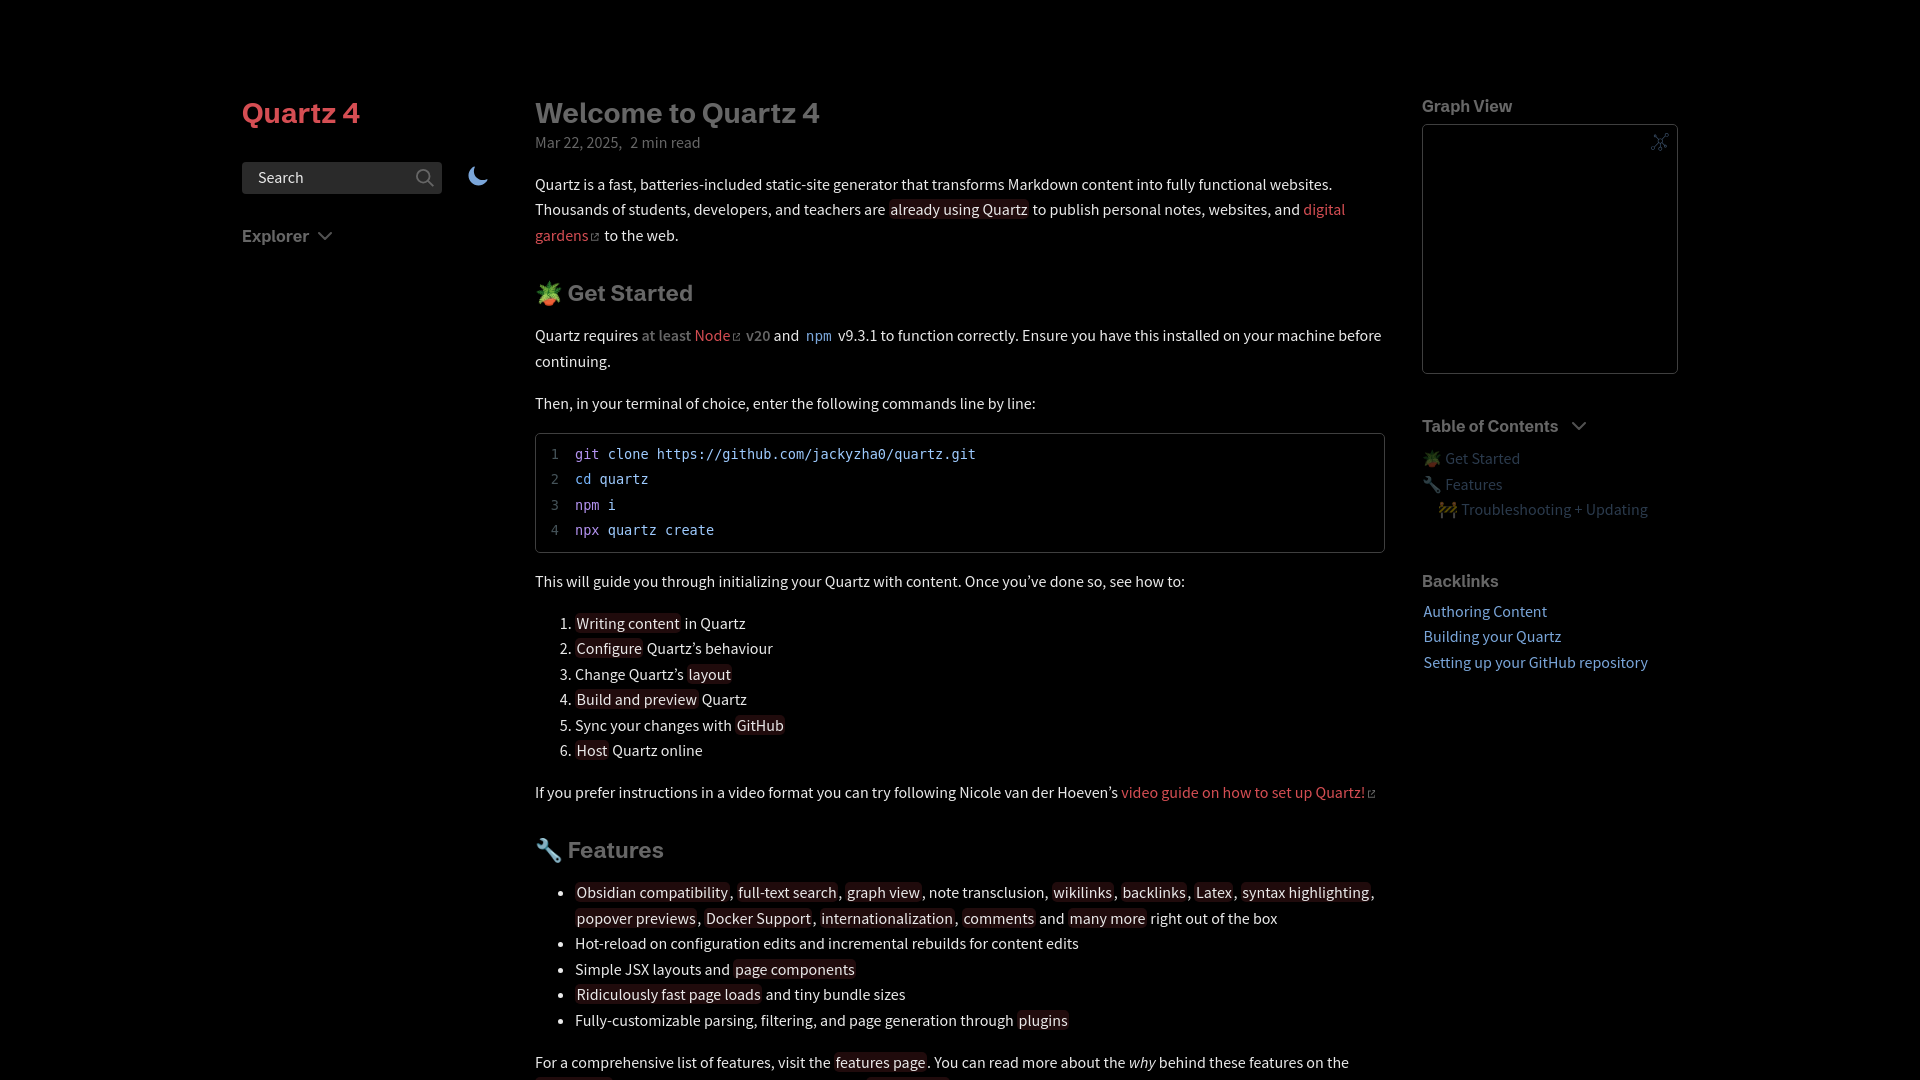 Quartz 4
Search
Explorer
Welcome to Quartz 4
Mar 22, 2025, 2 min read
Quartz is a fast, batteries-included static-site generator that transforms Markdown content into fully functional websites.
Thousands of students, developers, and teachers are already using Quartz to publish personal notes, websites, and digital
gardens to the web.
🪴 Get Started
Quartz requires at least Node v20 and npm v9.3.1 to function correctly. Ensure you have this installed on your machine before
continuing.
Then, in your terminal of choice, enter the following commands line by line:
1 git clone https://github.com/jackyzha0/quartz.git
2 cd quartz
3 npm i
4 npx quartz create
This will guide you through initializing your Quartz with content. Once you’ve done so, see how to:
1. Writing content in Quartz
2. Configure Quartz’s behaviour
3. Change Quartz’s layout
4. Build and preview Quartz
5. Sync your changes with GitHub
6. Host Quartz online
If you prefer instructions in a video format you can try following Nicole van der Hoeven’s video guide on how to set up Quartz!
🔧 Features
• Obsidian compatibility, full-text search, graph view, note transclusion, wikilinks, backlinks, Latex, syntax highlighting,
popover previews, Docker Support, internationalization, comments and many more right out of the box
• Hot-reload on configuration edits and incremental rebuilds for content edits
• Simple JSX layouts and page components
• Ridiculously fast page loads and tiny bundle sizes
• Fully-customizable parsing, filtering, and page generation through plugins
For a comprehensive list of features, visit the features page. You can read more about the why behind these features on the
Graph View
Table of Contents
🪴 Get Started
🔧 Features
🚧 Troubleshooting + Updating
Backlinks
Authoring Content
Building your Quartz
Setting up your GitHub repository